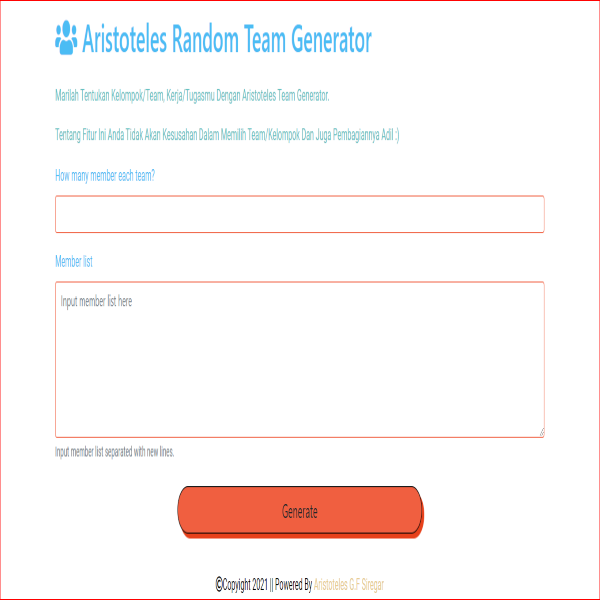 Aristoteles Random Team Generator
Marilah Tentukan Kelompok/Team, Kerja/Tugasmu Dengan Aristoteles Team Generator.
Tentang Fitur Ini Anda Tidak Akan Kesusahan Dalam Memilih Team/Kelompok Dan Juga Pembagiannya Adil :)
How many member each team?
Member list
Input member list here
Input member list separated with new lines.
Generate
©Copyight 2021 || Powered By Aristoteles G.F Siregar